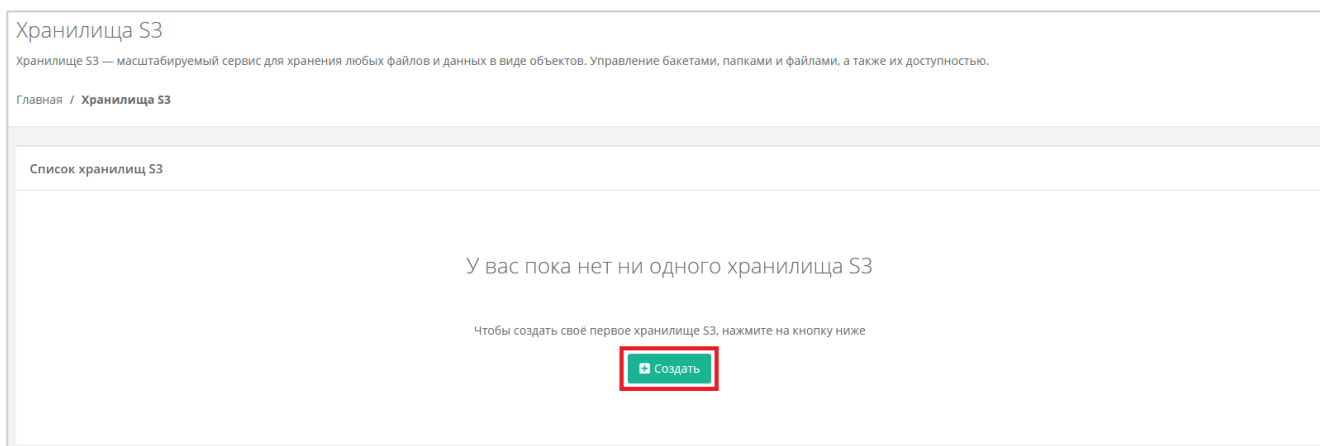 Хранилища S3
Хранилище S3 — масштабируемый сервис для хранения любых файлов и данных в виде объектов. Управление бакетами, папками и файлами, а также их доступностью.
Главная / Хранилища S3
Список хранилищ S3
У вас пока нет ни одного хранилища S3
Чтобы создать своё первое хранилище S3, нажмите на кнопку ниже
Создать